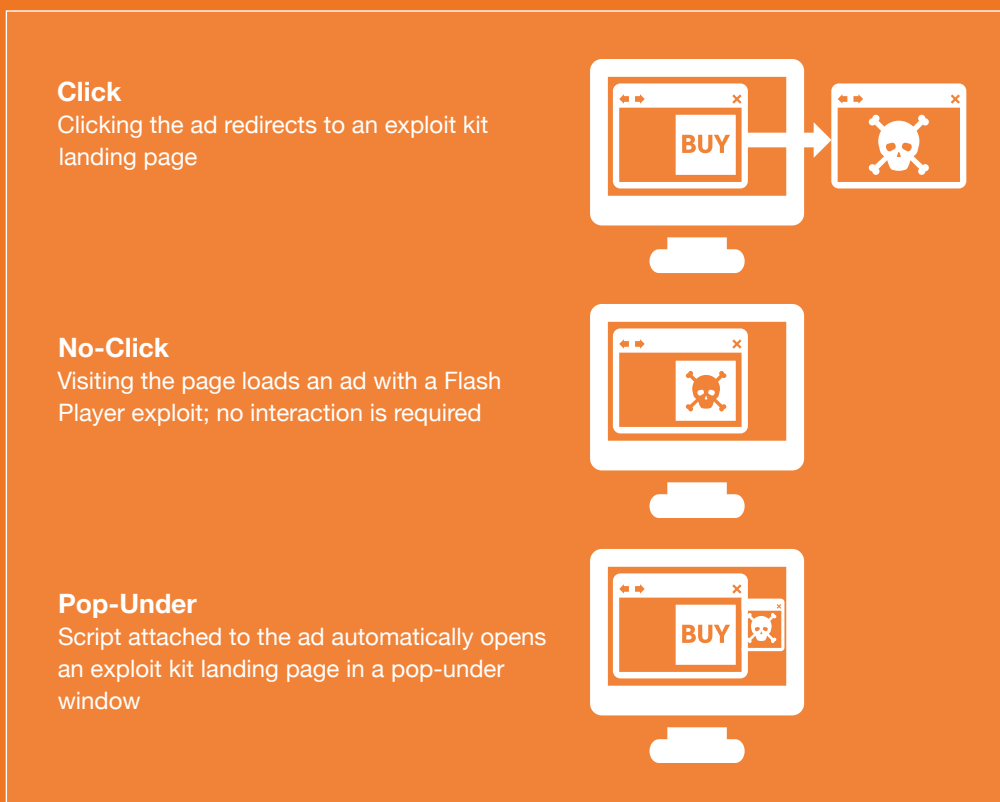 Click
Clicking the ad redirects to an exploit kit
landing page
BUY
No-Click
Visiting the page loads an ad with a Flash
Player exploit; no interaction is required
Pop-Under
Script attached to the ad automatically opens
an exploit kit landing page in a pop-under
window
BUY